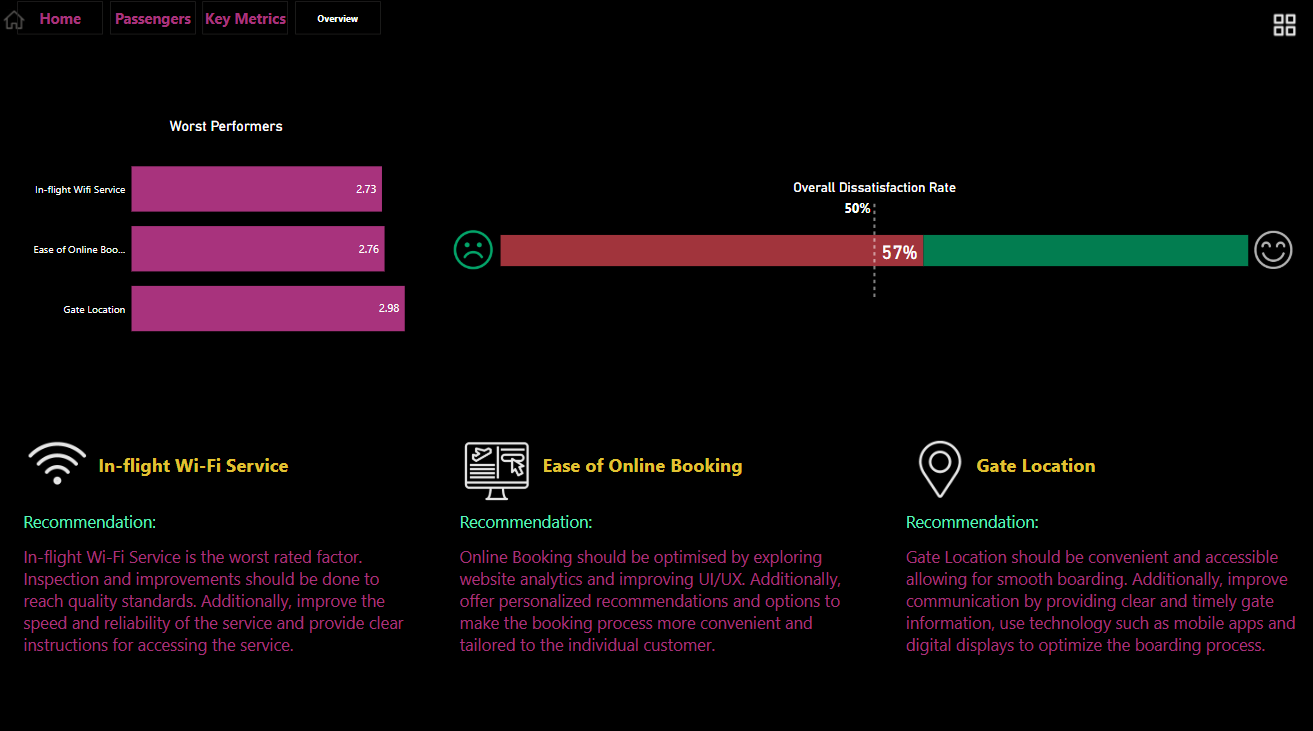 Home
Passengers
Key Metrics
Overview
Worst Performers
In-flight Wifi Service
2.73
Ease of Online Boo...
2.76
Gate Location
2.98
Overall Dissatisfaction Rate
50%
57%
In-flight Wi-Fi Service
Recommendation:
In-flight Wi-Fi Service is the worst rated factor.
Inspection and improvements should be done to
reach quality standards. Additionally, improve the
speed and reliability of the service and provide clear
instructions for accessing the service.
Ease of Online Booking
Recommendation:
Online Booking should be optimised by exploring
website analytics and improving UI/UX. Additionally,
offer personalized recommendations and options to
make the booking process more convenient and
tailored to the individual customer.
Gate Location
Recommendation:
Gate Location should be convenient and accessible
allowing for smooth boarding. Additionally, improve
communication by providing clear and timely gate
information, use technology such as mobile apps and
digital displays to optimize the boarding process.